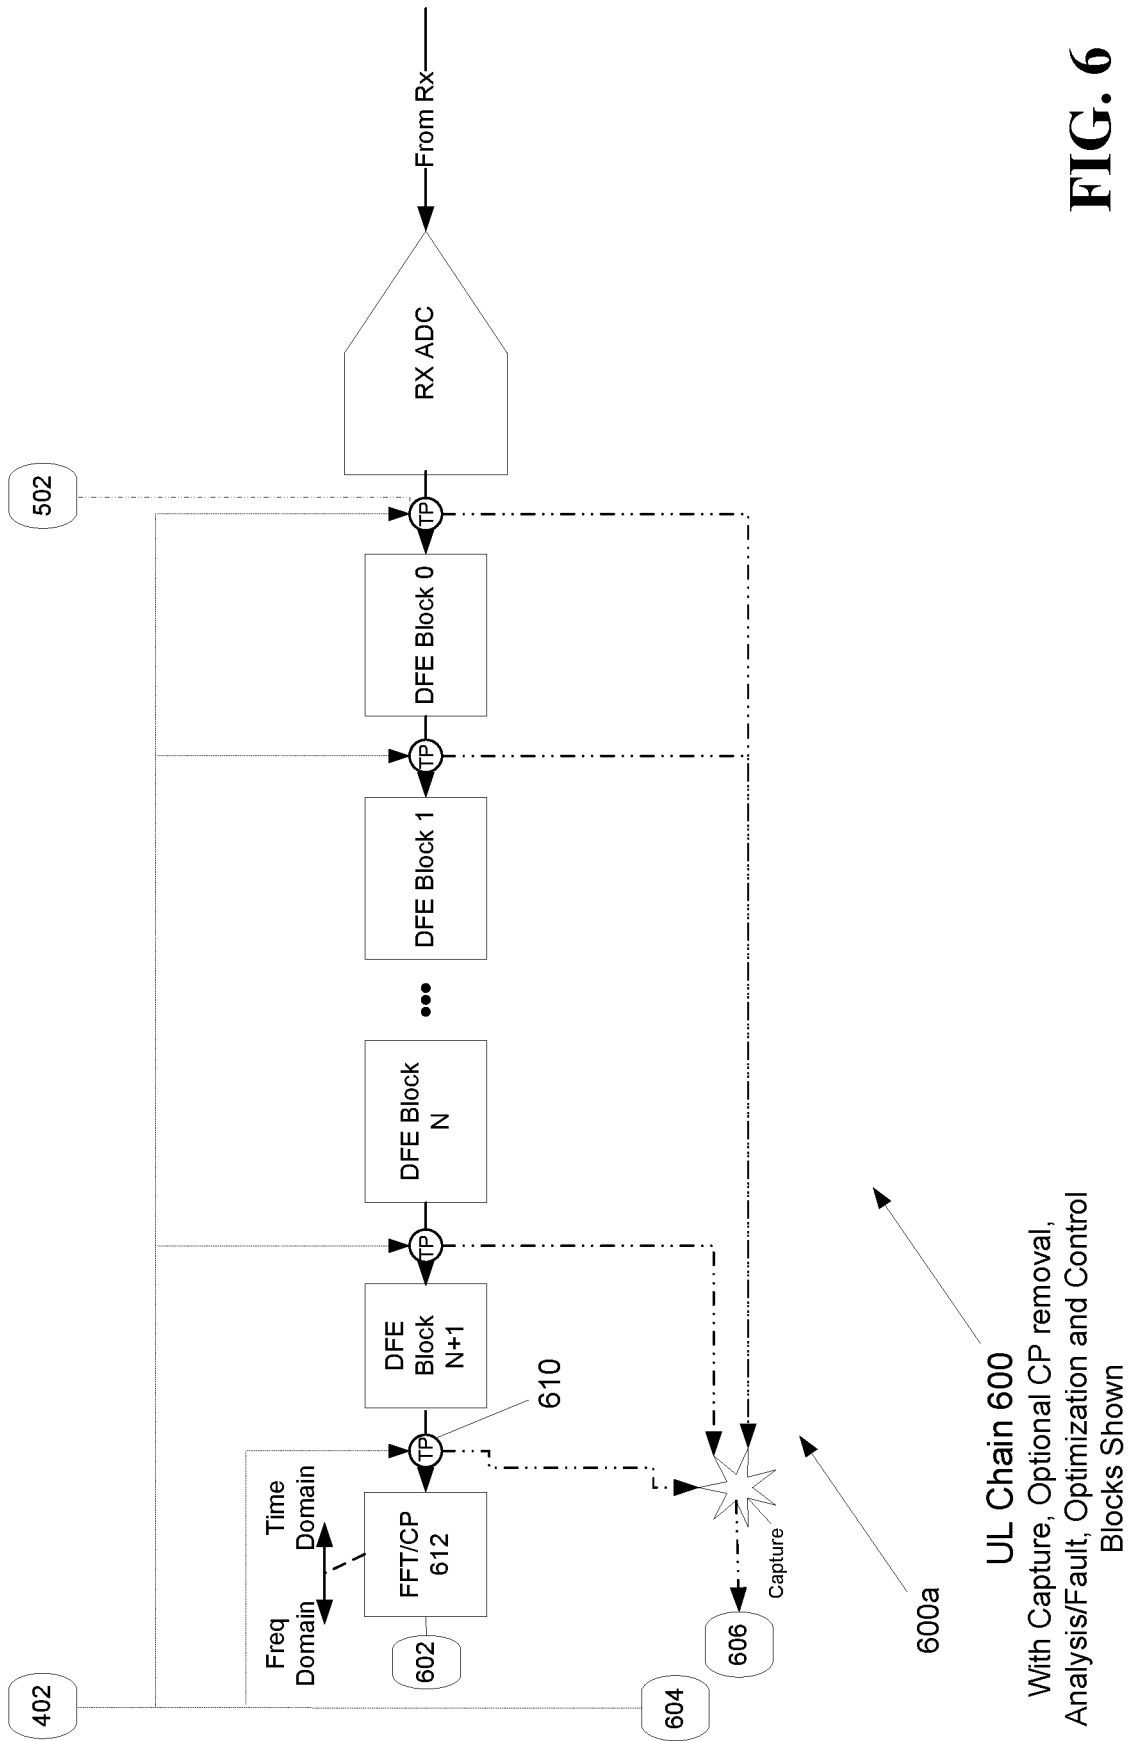 402
502
Freq
Domain
Time
Domain
602
FFT/CP
612
TP
610
DFE
Block
N+1
TP
DFE Block
N
•••
DFE Block 1
TP
DFE Block 0
TP
RX ADC
From Rx
604
606
Capture
600a
UL Chain 600
With Capture, Optional CP removal,
Analysis/Fault, Optimization and Control
Blocks Shown
FIG. 6